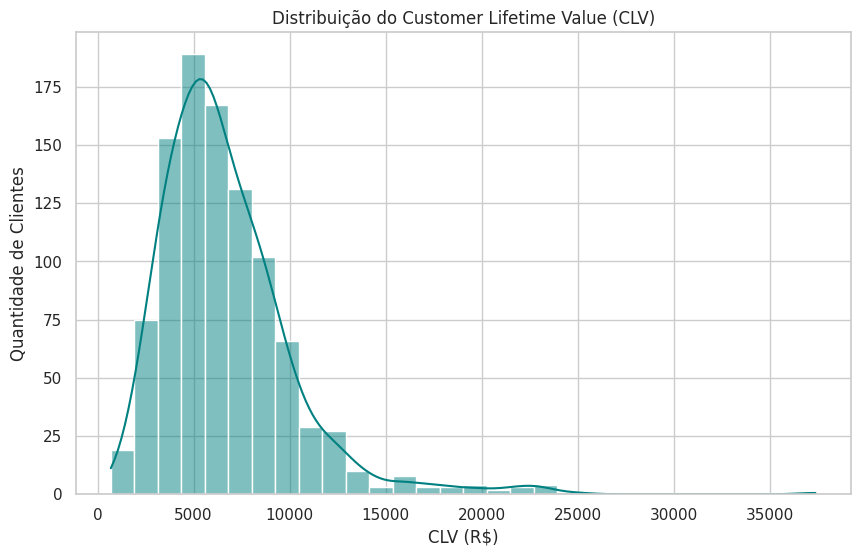 Distribuição do Customer Lifetime Value (CLV)
Quantidade de Clientes
175
150
125
100
75
50
25
0
0 5000 10000 15000 20000 25000 30000 35000
CLV (R$)